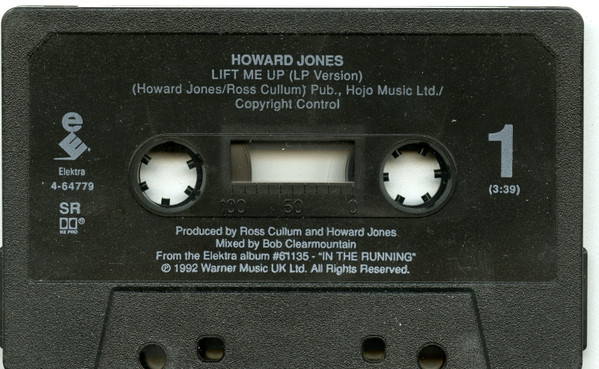 HOWARD JONES
LIFT ME UP (LP Version)
(Howard Jones/Ross Cullum) Pub., Hojo Music Ltd./
Copyright Control
e
Elektra
4-64779
SR
1
(3:39)
100 50 0
Produced by Ross Cullum and Howard Jones
Mixed by Bob Clearmountain
From the Elektra album #61135 - "IN THE RUNNING"
℗ 1992 Warner Music UK Ltd. All Rights Reserved.